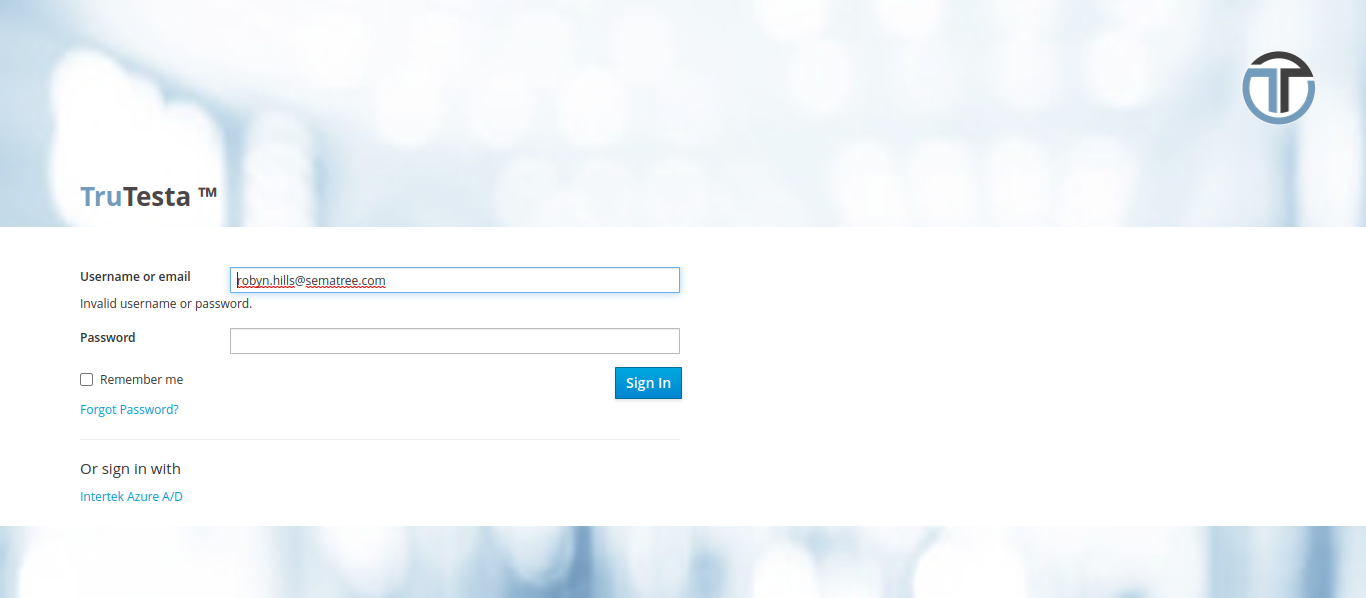 TruTesta ™
Username or email
robyn.hills@sematree.com
Invalid username or password.
Password
Remember me
Sign In
Forgot Password?
Or sign in with
Intertek Azure A/D